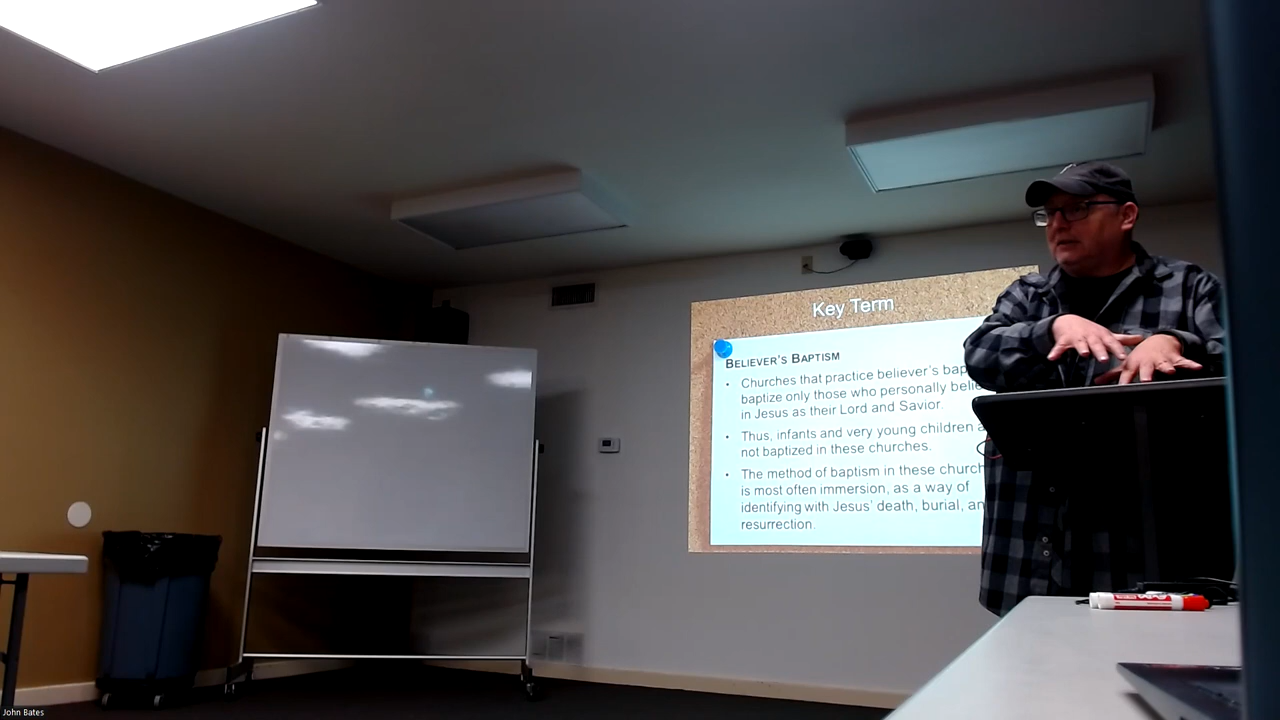 Key Term
BELIEVER'S BAPTISM
• Churches that practice believer's
baptize only those who personally
in Jesus as their Lord and Savior.
• Thus, infants and very young children
not baptized in these churches.
• The method of baptism in these
is most often immersion, as a way of
identifying with Jesus' death, burial,
resurrection.
John Bates